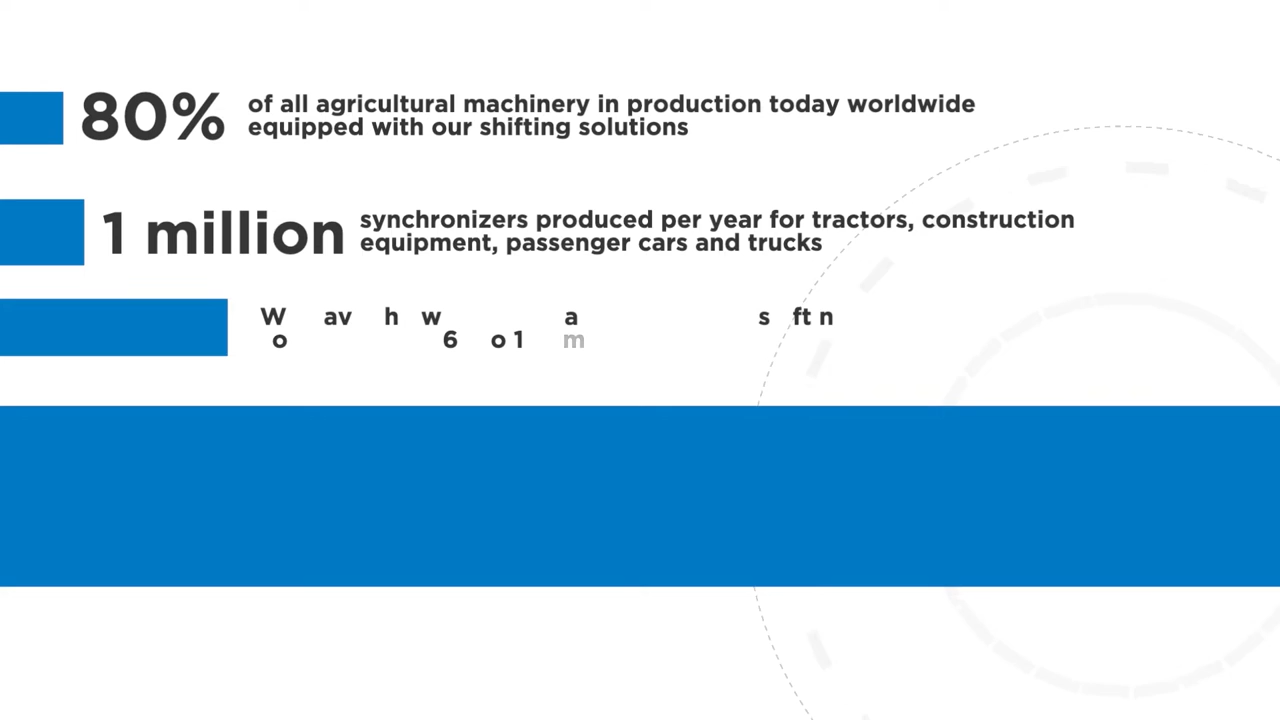 80%
of all agricultural machinery in production today worldwide
equipped with our shifting solutions
1 million
synchronizers produced per year for tractors, construction
equipment, passenger cars and trucks